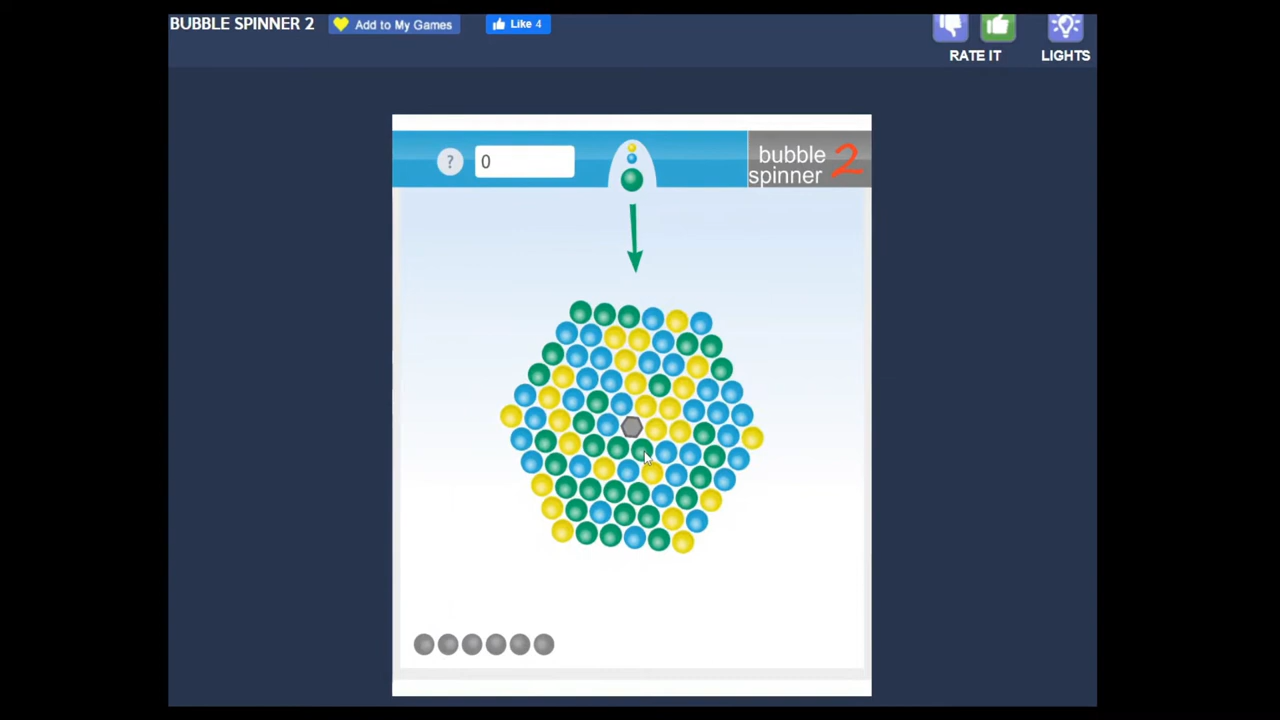 BUBBLE SPINNER 2
Add to My Games
Like 4
RATE IT
LIGHTS
?
0
bubble
spinner 2